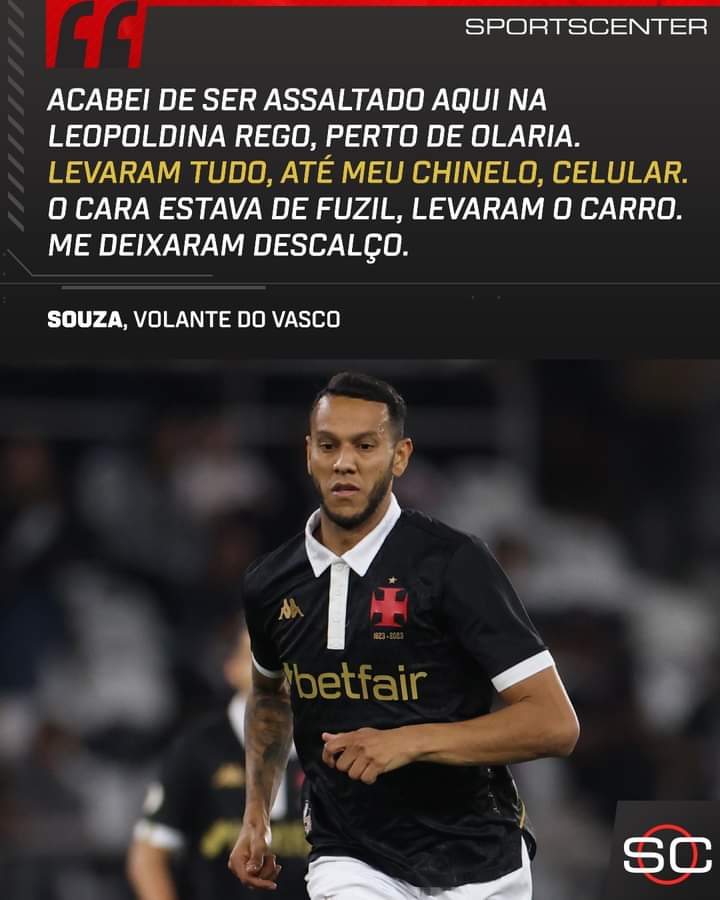 SPORTSCENTER
ACABEI DE SER ASSALTADO AQUI NA
LEOPOLDINA REGO, PERTO DE OLARIA.
LEVARAM TUDO, ATÉ MEU CHINELO, CELULAR.
O CARA ESTAVA DE FUZIL, LEVARAM O CARRO.
ME DEIXARAM DESCALÇO.
SOUZA, VOLANTE DO VASCO
1923-2023
betfair
SC